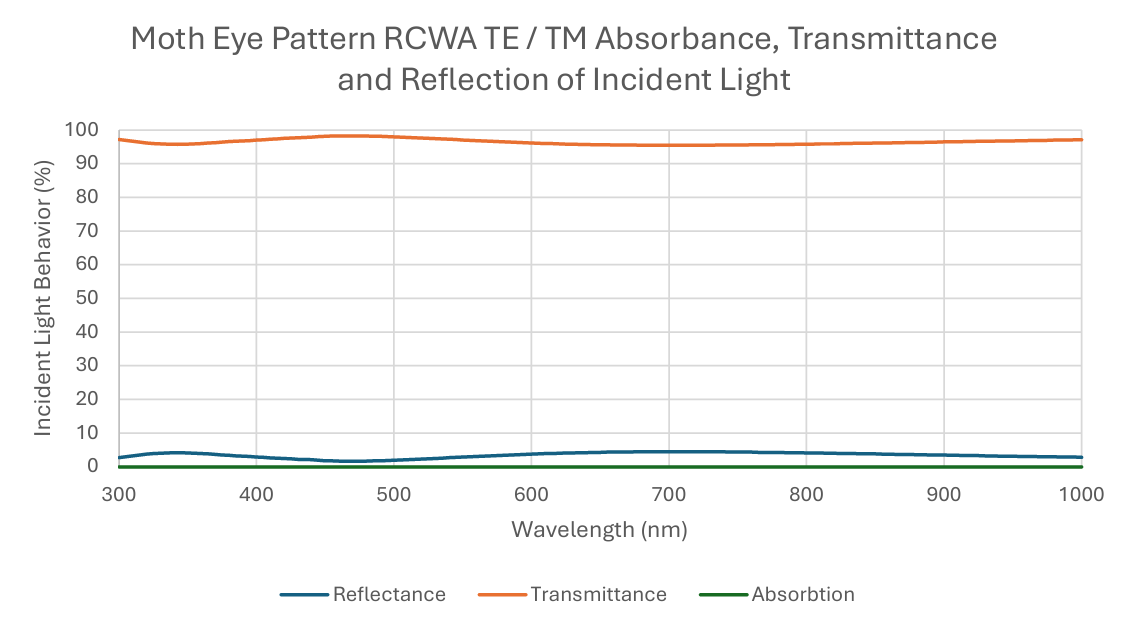 Moth Eye Pattern RCWA TE / TM Absorbance, Transmittance
and Reflection of Incident Light
Incident Light Behavior (%)
100
90
80
70
60
50
40
30
20
10
0
300 400 500 600 700 800 900 1000
Wavelength (nm)
Reflectance Transmittance Absorbtion